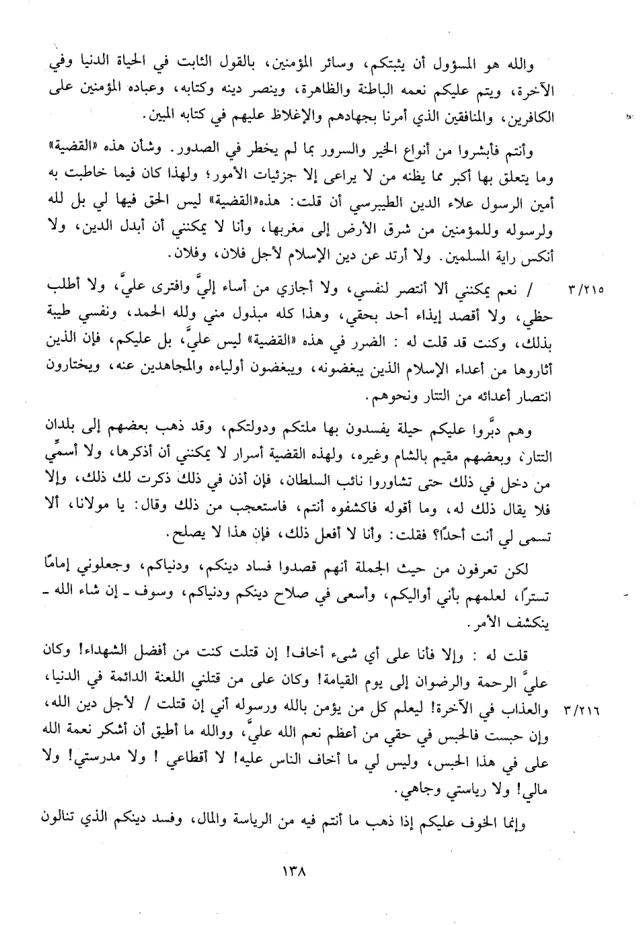 والله هو المسؤول أن يثبتكم، وسائر المؤمنين، بالقول الثابت في الحياة الدنيا وفي
الآخرة، ويتم عليكم نعمه الباطنة والظاهرة، وينصر دينه وكتابه، وعباده المؤمنين على
الكافرين، والمنافقين الذي أمرنا بجهادهم والإغلاظ عليهم في كتابه المبين.
وأنتم فأبشروا من أنواع الخير والسرور بما لم يخطر في الصدور. وشأن هذه «القضية»
وما يتعلق بها أكبر مما يظنه من لا يراعى إلا جزئيات الأمور؛ ولهذا كان فيما خاطبت به
أمين الرسول علاء الدين الطيبرسي أن قلت: هذه«القضية» ليس الحق فيها لي بل لله
ولرسوله وللمؤمنين من شرق الأرض إلى مغربها، وأنا لا يمكنني أن أبدل الدين، ولا
أنكس راية المسلمين. ولا أرتد عن دين الإسلام لأجل فلان، وفلان.
٣/٢١٥ / نعم يمكنني ألا أنتصر لنفسي، ولا أجازي من أساء إليَّ وافترى عليَّ، ولا أطلب
حظي، ولا أقصد إيذاء أحد بحقي، وهذا كله مبذول مني ولله الحمد، ونفسي طيبة
بذلك، وكنت قد قلت له : الضرر في هذه «القضية» ليس عليَّ، بل عليكم، فإن الذين
أثاروها من أعداء الإسلام الذين يبغضونه، ويبغضون أولياءه والمجاهدين عنه، ويختارون
انتصار أعدائه من التتار ونحوهم.
وهم دبَّروا عليكم حيلة يفسدون بها ملتكم ودولتكم، وقد ذهب بعضهم إلى بلدان
التتار، وبعضهم مقيم بالشام وغيره، ولهذه القضية أسرار لا يمكنني أن أذكرها، ولا أسمِّي
من دخل في ذلك حتى تشاوروا نائب السلطان، فإن أذن في ذلك ذكرت لك ذلك، وإلا
فلا يقال ذلك له، وما أقوله فاكشفوه أنتم، فاستعجب من ذلك وقال: يا مولانا، ألا
تسمى لي أنت أحدًا؟ فقلت: وأنا لا أفعل ذلك، فإن هذا لا يصلح.
لكن تعرفون من حيث الجملة أنهم قصدوا فساد دينكم، ودنياكم، وجعلوني إمامًا
تسترًا، لعلمهم بأني أواليكم، وأسعى في صلاح دينكم ودنياكم، وسوف ـ إن شاء الله ـ
ينكشف الأمر.
قلت له : وإلا فأنا على أي شىء أخاف! إن قتلت كنت من أفضل الشهداء! وكان
عليَّ الرحمة والرضوان إلى يوم القيامة! وكان على من قتلني اللعنة الدائمة في الدنيا،
٣/٢١٦ والعذاب في الآخرة! ليعلم كل من يؤمن بالله ورسوله أني إن قتلت / لأجل دين الله،
وإن حبست فالحبس في حقي من أعظم نعم الله عليَّ، ووالله ما أطيق أن أشكر نعمة الله
على في هذا الحبس، وليس لي ما أخاف الناس عليه! لا أقطاعي ! ولا مدرستي! ولا
مالي! ولا رياستي وجاهي.
وإنما الخوف عليكم إذا ذهب ما أنتم فيه من الرياسة والمال، وفسد دينكم الذي تنالون
١٣٨